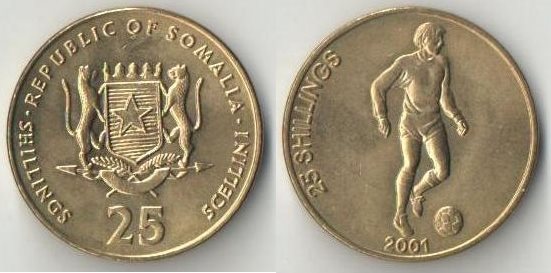 SHILLINGS · REPUBLIC OF SOMALIA · SCELLINI
25
25 SHILLINGS
2001